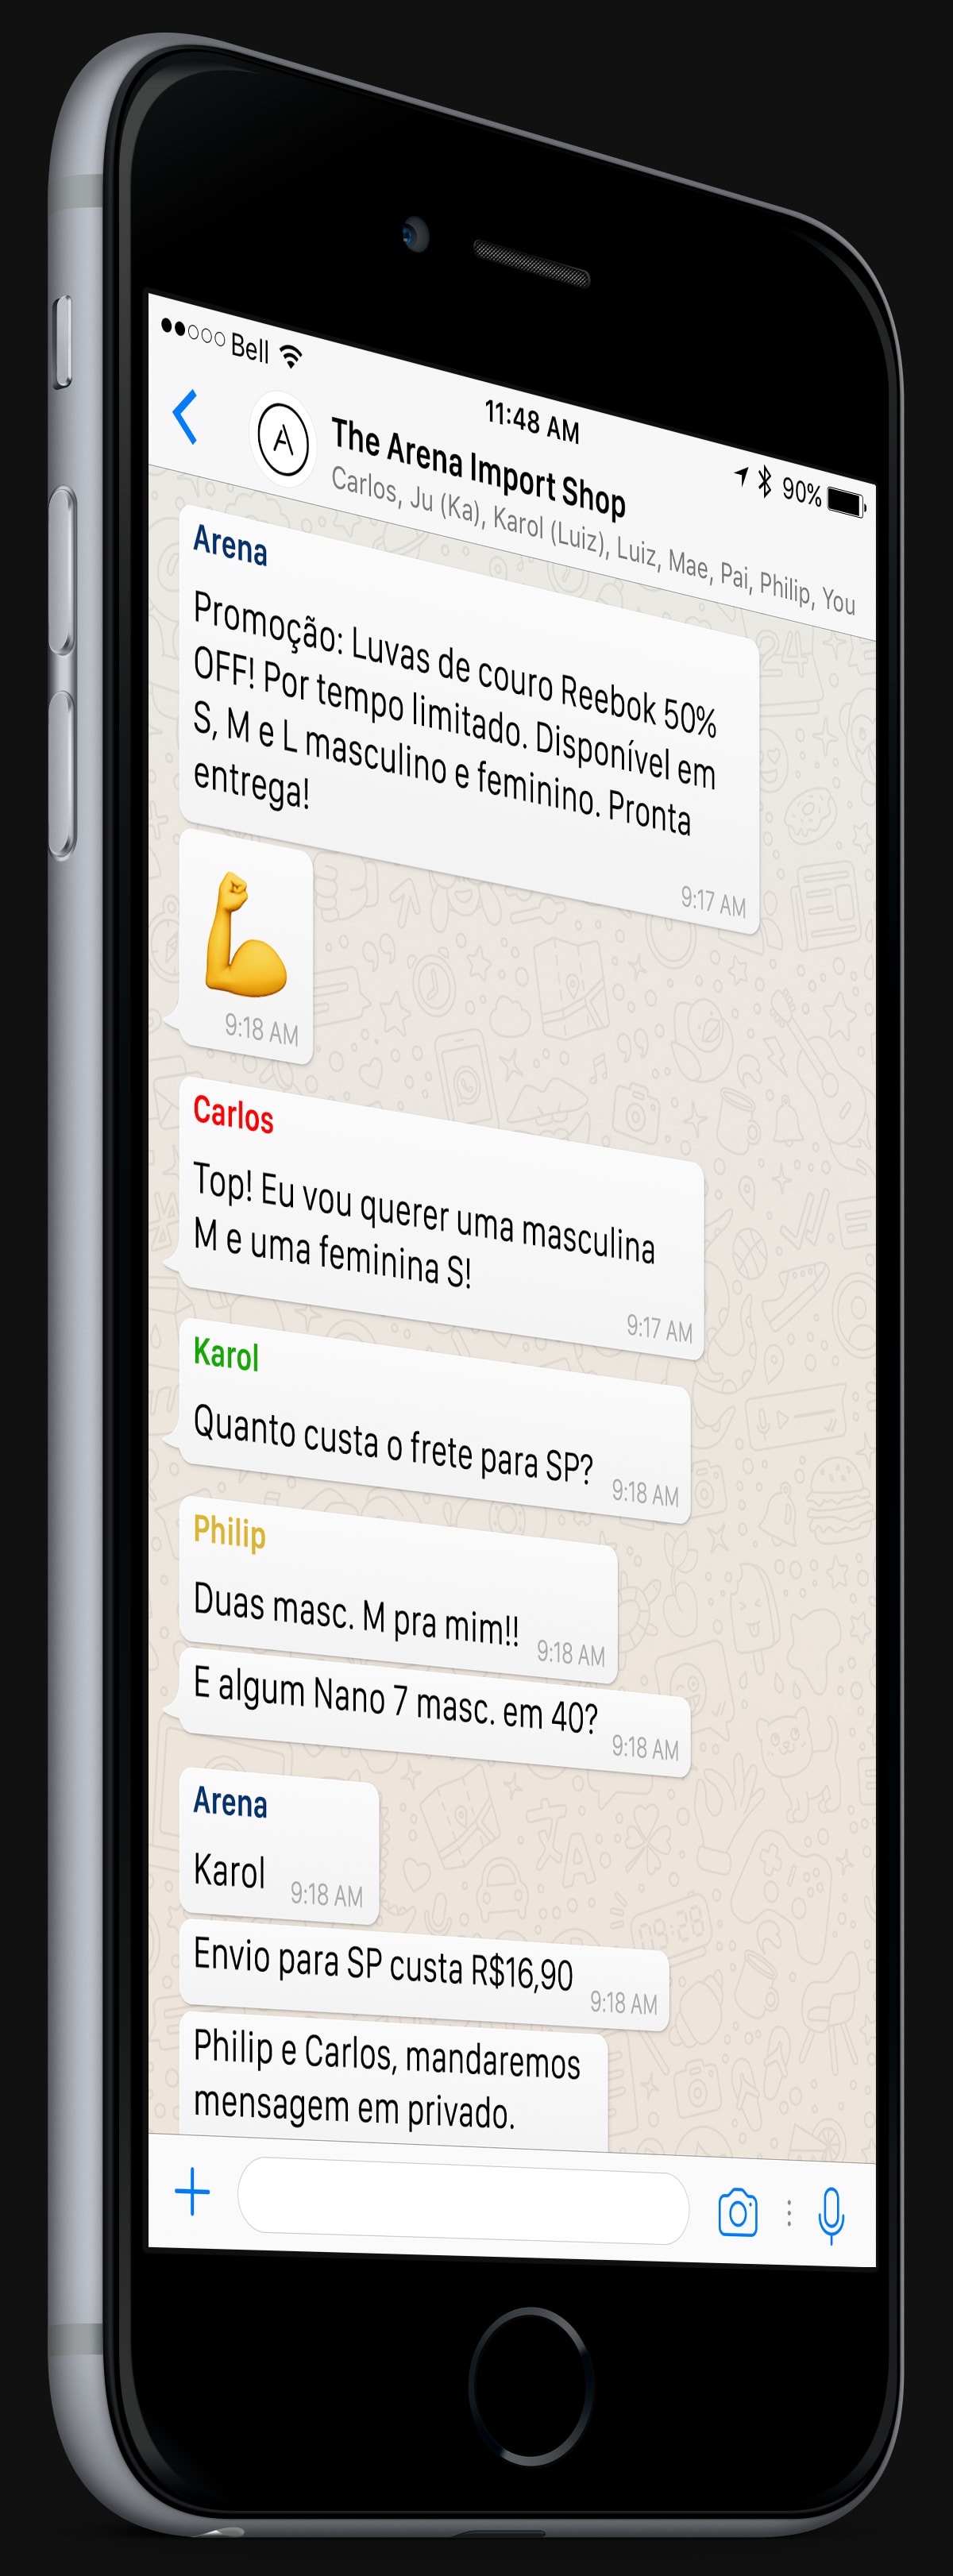 Bell
11:48 AM
90%
A
The Arena Import Shop
Carlos, Ju (Ka), Karol (Luiz), Luiz, Mae, Pai, Philip, You
Arena
Promoção: Luvas de couro Reebok 50%
OFF! Por tempo limitado. Disponível em
S, M e L masculino e feminino. Pronta
entrega!
9:17 AM
9:18 AM
Carlos
Top! Eu vou querer uma masculina
M e uma feminina S!
9:17 AM
Karol
Quanto custa o frete para SP?
9:18 AM
Philip
Duas masc. M pra mim!!
9:18 AM
E algum Nano 7 masc. em 40?
9:18 AM
Arena
Karol
9:18 AM
Envio para SP custa R$16,90
9:18 AM
Philip e Carlos, mandaremos
mensagem em privado.